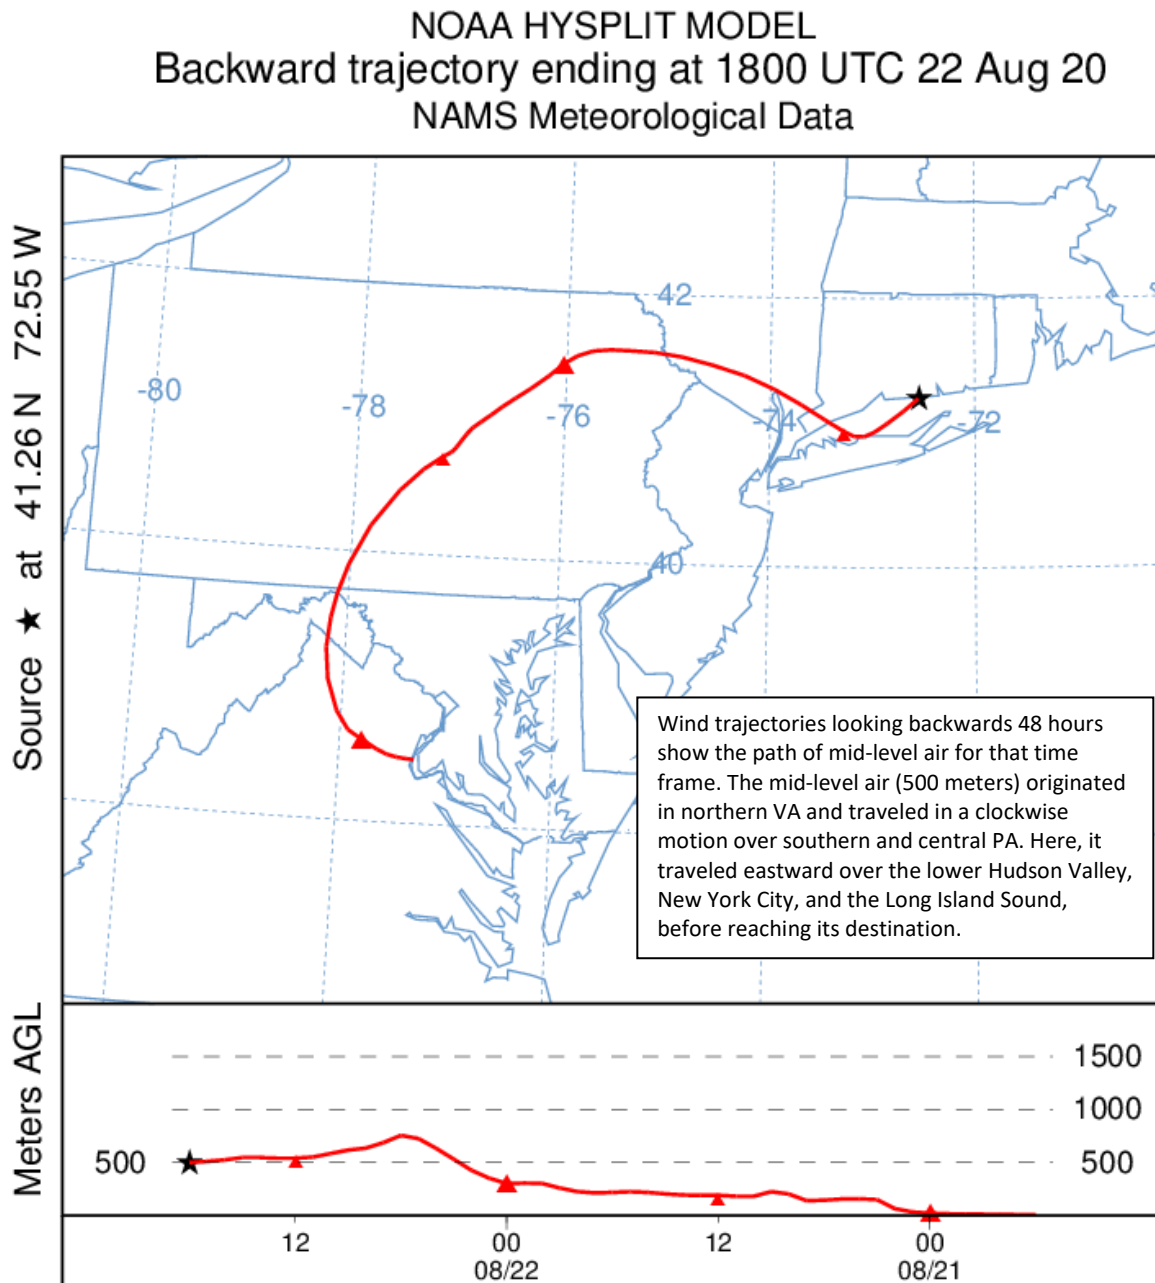 NOAA HYSPLIT MODEL
Backward trajectory ending at 1800 UTC 22 Aug 20
NAMS Meteorological Data
Source ★ at 41.26 N 72.55 W
42
-80
-78
-76
-74
-72
40
Wind trajectories looking backwards 48 hours
show the path of mid-level air for that time
frame. The mid-level air (500 meters) originated
in northern VA and traveled in a clockwise
motion over southern and central PA. Here, it
traveled eastward over the lower Hudson Valley,
New York City, and the Long Island Sound,
before reaching its destination.
Meters AGL
1500
1000
500
500
12
00
12
00
08/22
08/21